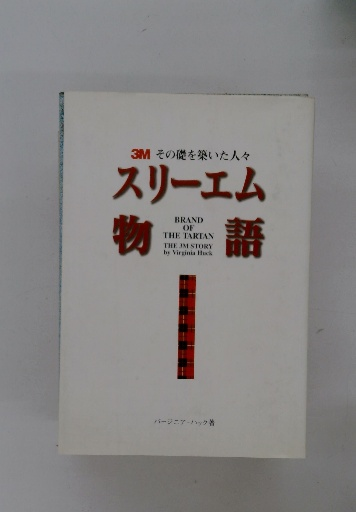 3M その礎を築いた人々
スリーエム
物語
BRAND
OF
THE TARTAN
THE 3M STORY
by Virginia Huck
バージニア・ハック著